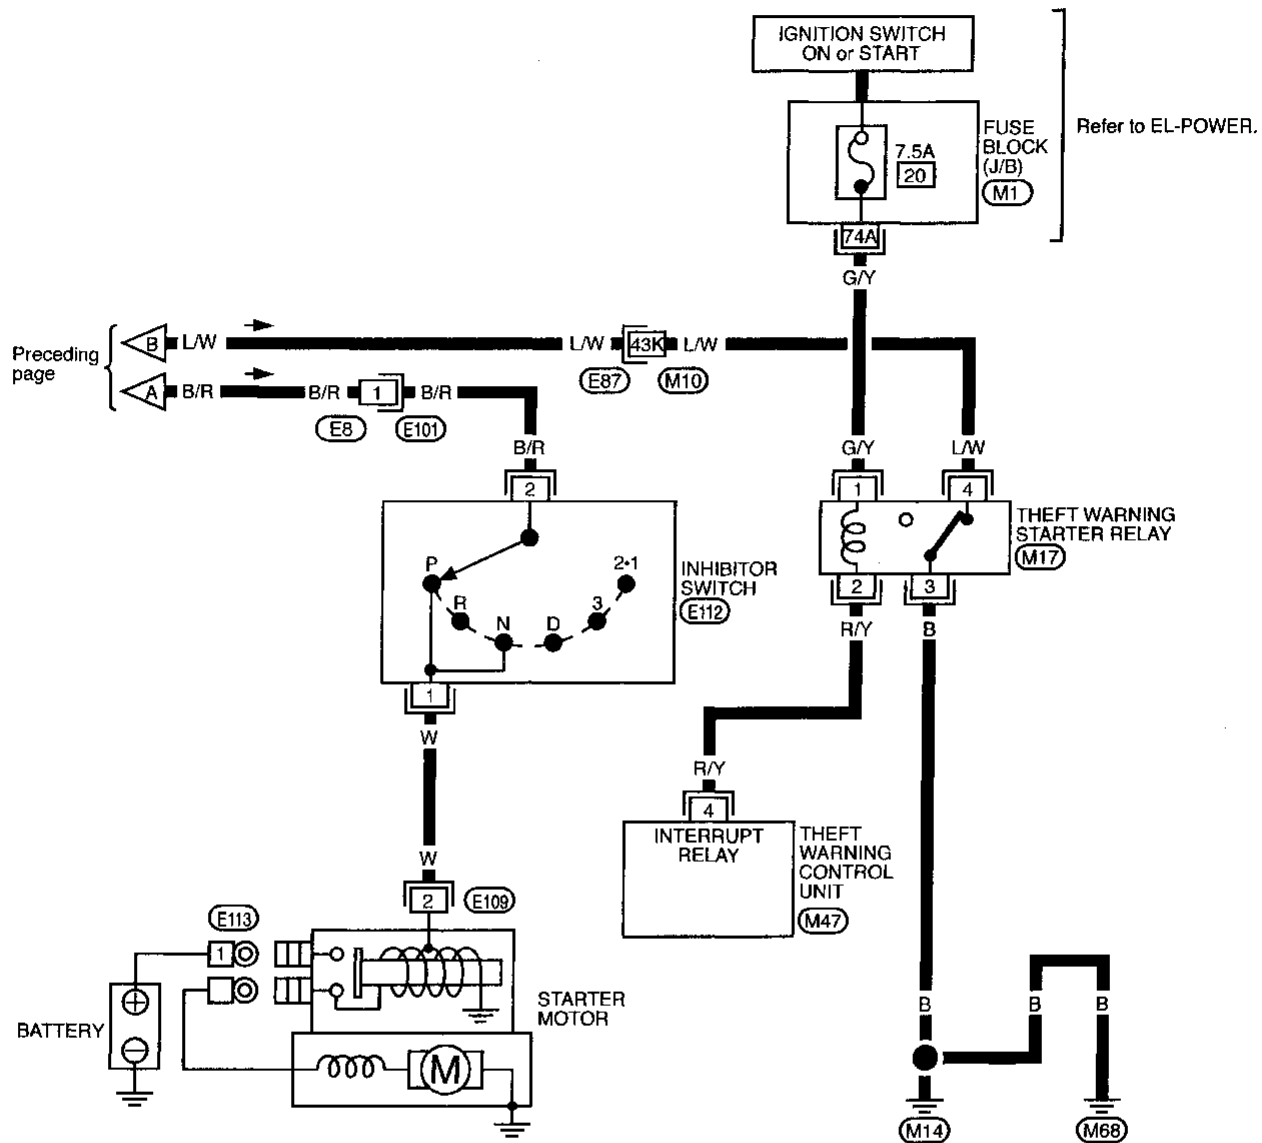 IGNITION SWITCH
ON or START
Refer to EL-POWER.
FUSE
BLOCK
(J/B)
M1
7.5A
20
74A
G/Y
Preceding
page
B
L/W
L/W
43K
L/W
E87
M10
A
B/R
B/R
1
B/R
E8
E101
B/R
G/Y
L/W
2
1
4
THEFT WARNING
STARTER RELAY
M17
P
R
N
D
3
2•1
INHIBITOR
SWITCH
E112
2
3
R/Y
B
1
W
R/Y
4
INTERRUPT
RELAY
THEFT
WARNING
CONTROL
UNIT
M47
W
2
E109
E113
1
BATTERY
STARTER
MOTOR
M
B
B
B
M14
M68